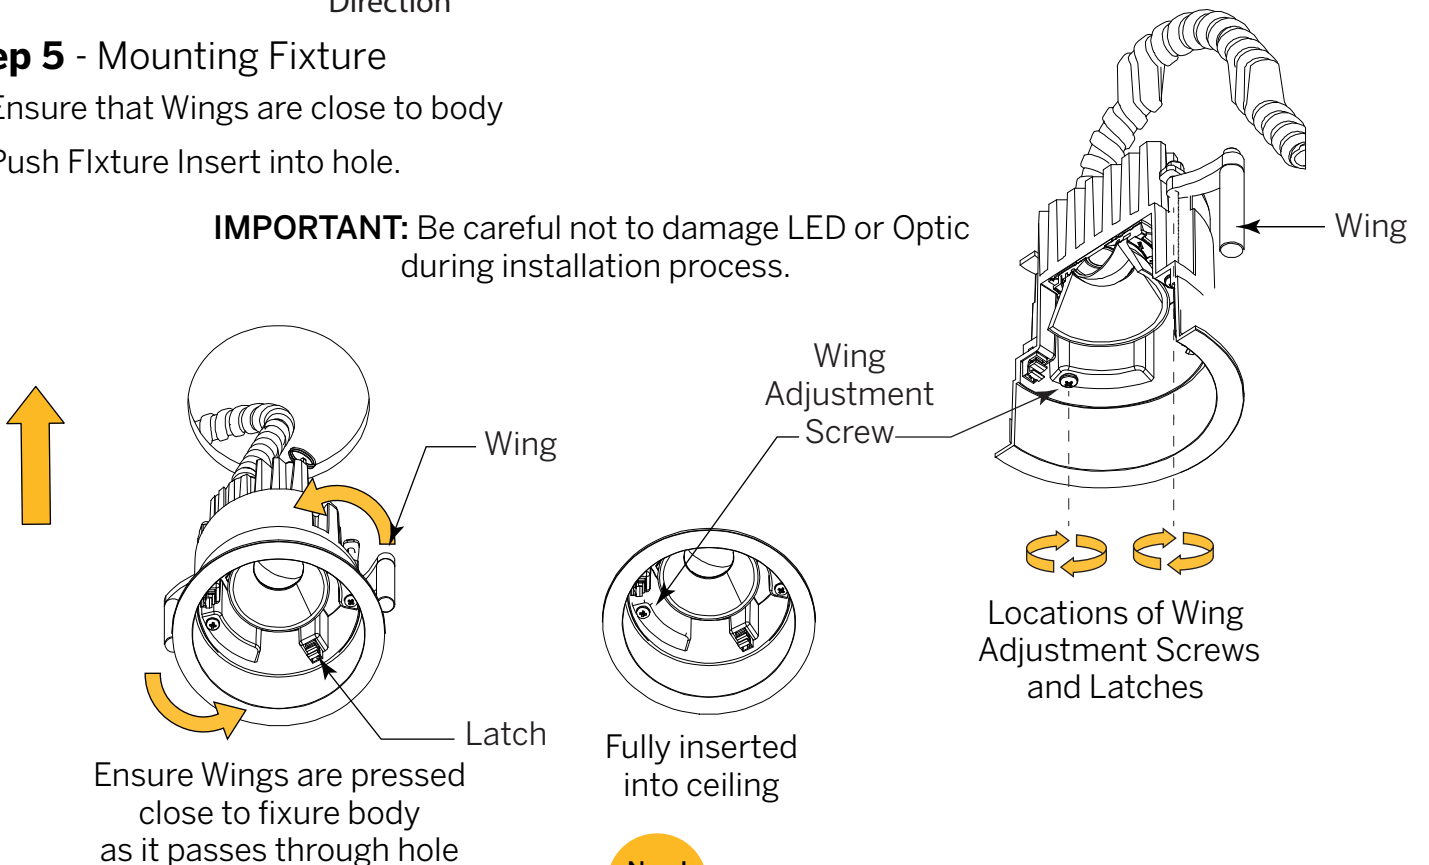 Direction
ep 5 - Mounting Fixture
Ensure that Wings are close to body
Push FIxture Insert into hole.
IMPORTANT: Be careful not to damage LED or Optic
during installation process.
Wing
Wing
Adjustment
Screw
Wing
Latch
Ensure Wings are pressed
close to fixure body
as it passes through hole
Fully inserted
into ceiling
Locations of Wing
Adjustment Screws
and Latches